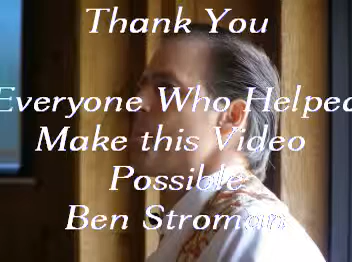 Thank You
Everyone Who Helped
Make this Video
Possible
Ben Stroman